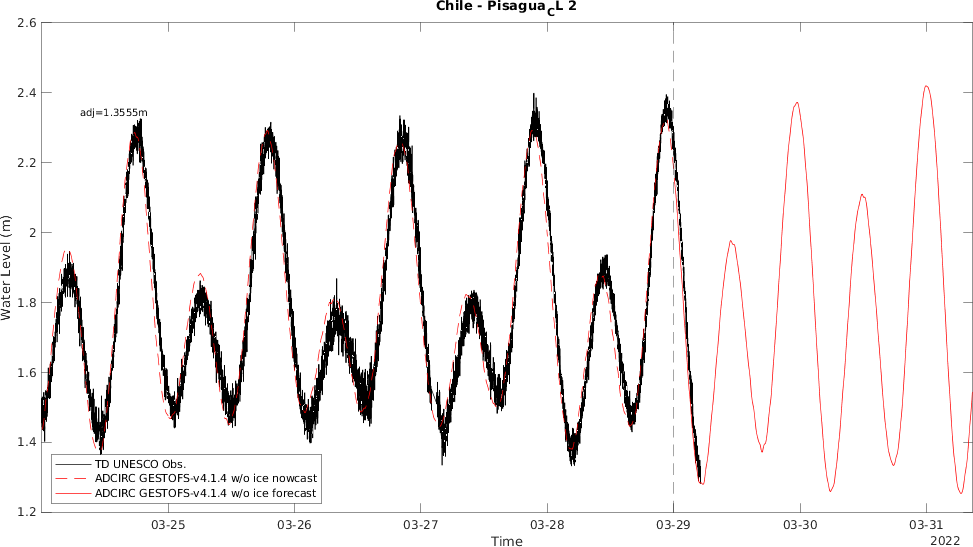 Chile - Pisagua_CL 2
2.6
2.4
2.2
2
1.8
1.6
1.4
1.2
Water Level (m)
adj=1.3555m
TD UNESCO Obs.
ADCIRC GESTOFS-v4.1.4 w/o ice nowcast
ADCIRC GESTOFS-v4.1.4 w/o ice forecast
03-25 03-26 03-27 03-28 03-29 03-30 03-31
Time
2022